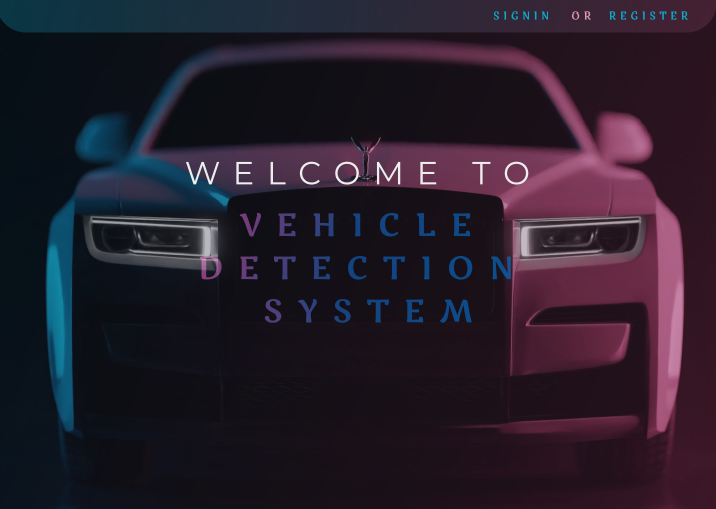 SIGNIN OR REGISTER
WELCOME TO
VEHICLE
DETECTION
SYSTEM